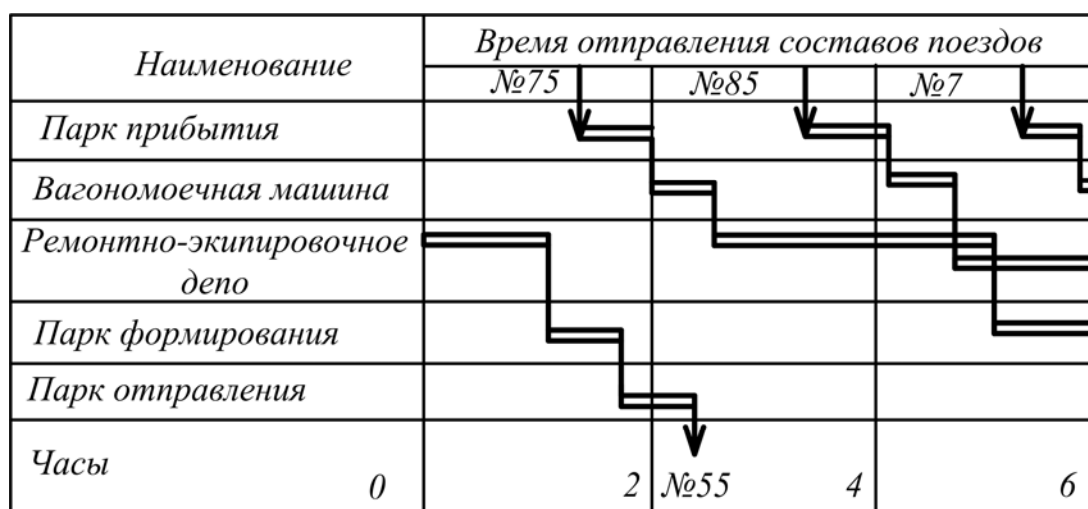 Наименование
Время отправления составов поездов
№75 №85 №7
Парк прибытия
Вагономоечная машина
Ремонтно-экипировочное
депо
Парк формирования
Парк отправления
Часы 0 2 №55 4 6